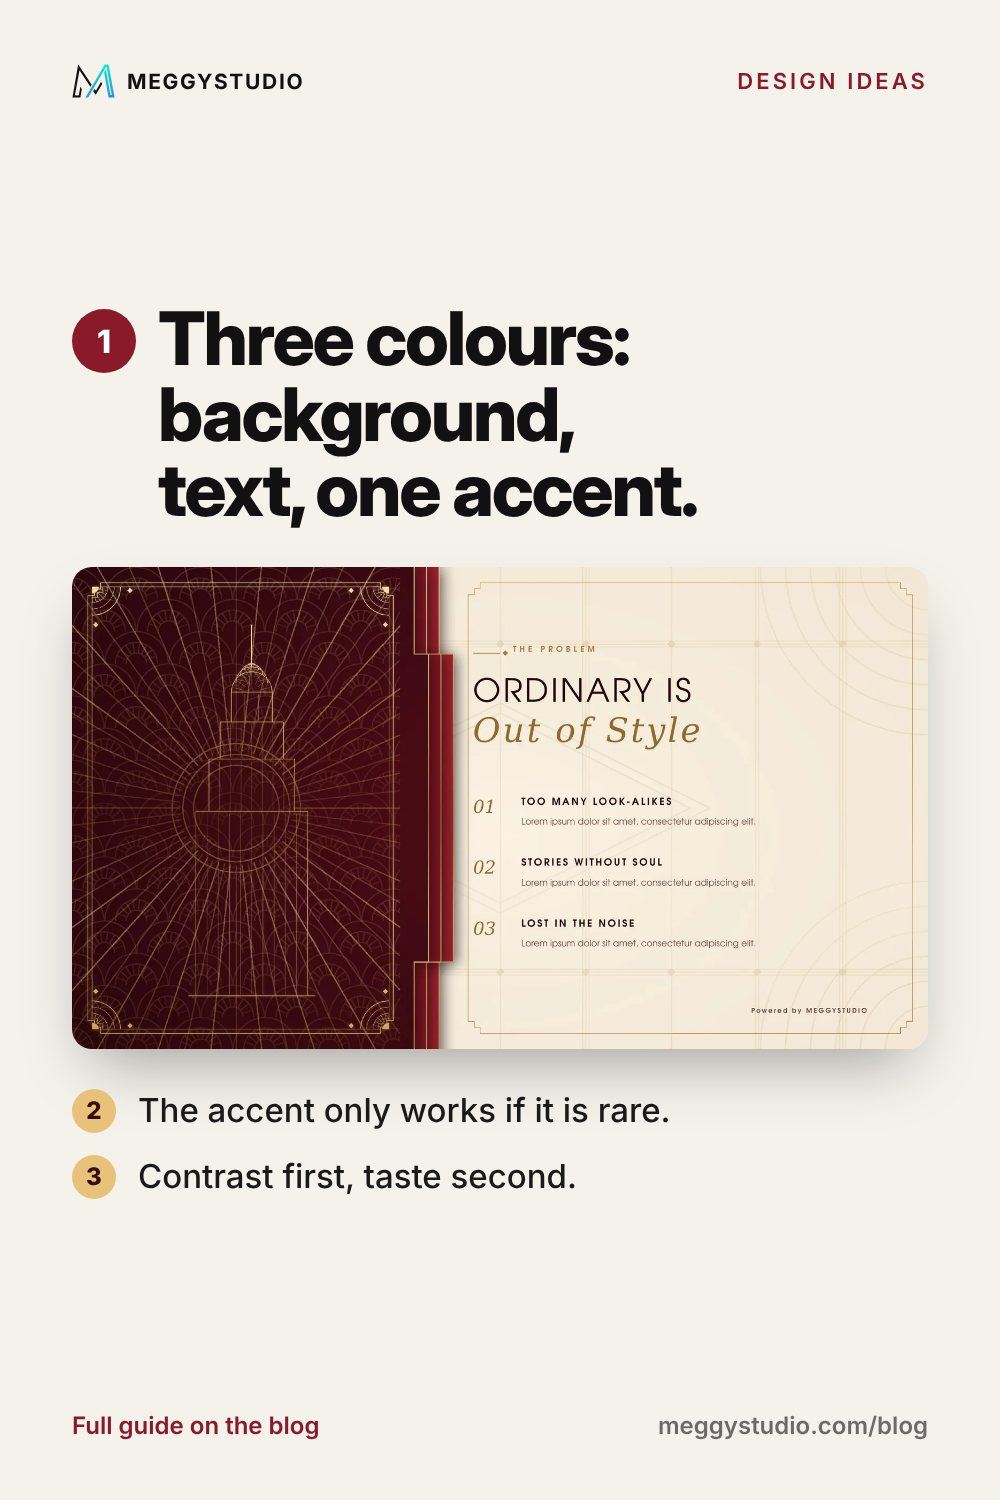 MEGGYSTUDIO
DESIGN IDEAS
1
Three colours:
background,
text, one accent.
THE PROBLEM
ORDINARY IS
Out of Style
01
TOO MANY LOOK-ALIKES
Lorem ipsum dolor sit amet, consectetur adipiscing elit.
02
STORIES WITHOUT SOUL
Lorem ipsum dolor sit amet, consectetur adipiscing elit.
03
LOST IN THE NOISE
Lorem ipsum dolor sit amet, consectetur adipiscing elit.
Powered by MEGGYSTUDIO
2 The accent only works if it is rare.
3 Contrast first, taste second.
Full guide on the blog
meggystudio.com/blog